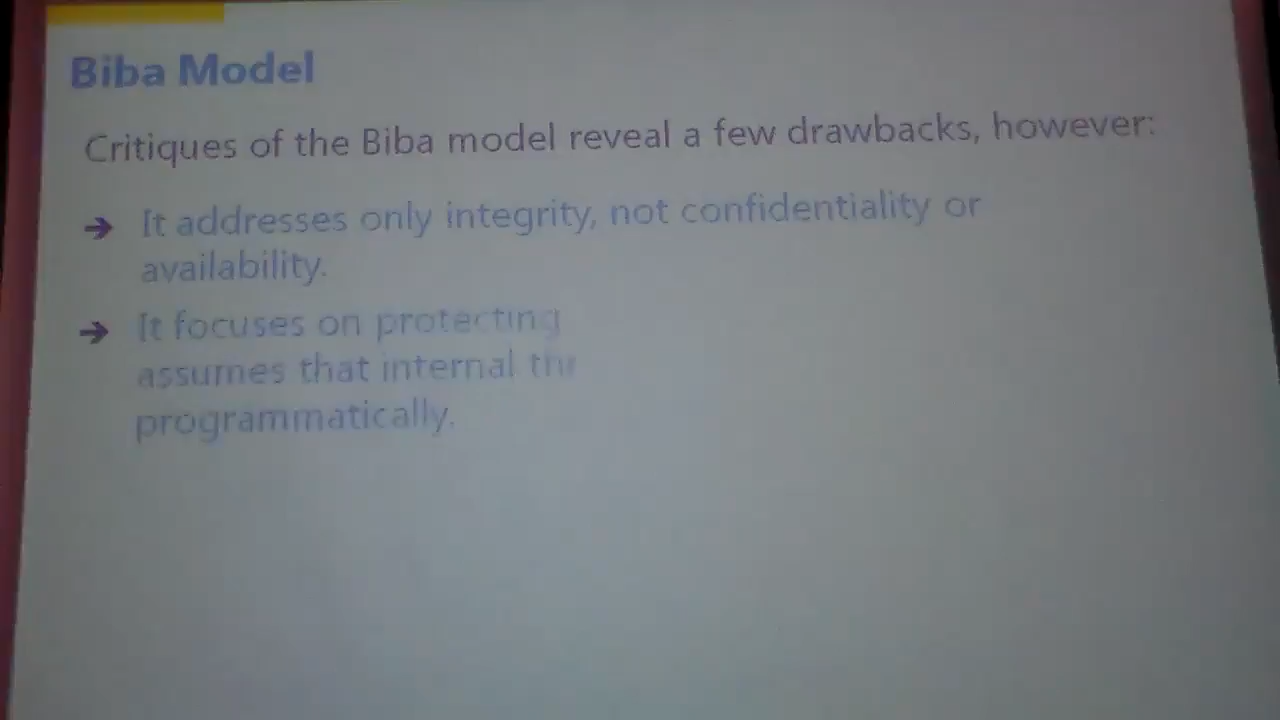 Biba Model
Critiques of the Biba model reveal a few drawbacks, however:
→ It addresses only integrity, not confidentiality or
availability.
→ It focuses on protecting
assumes that internal
programmatically.